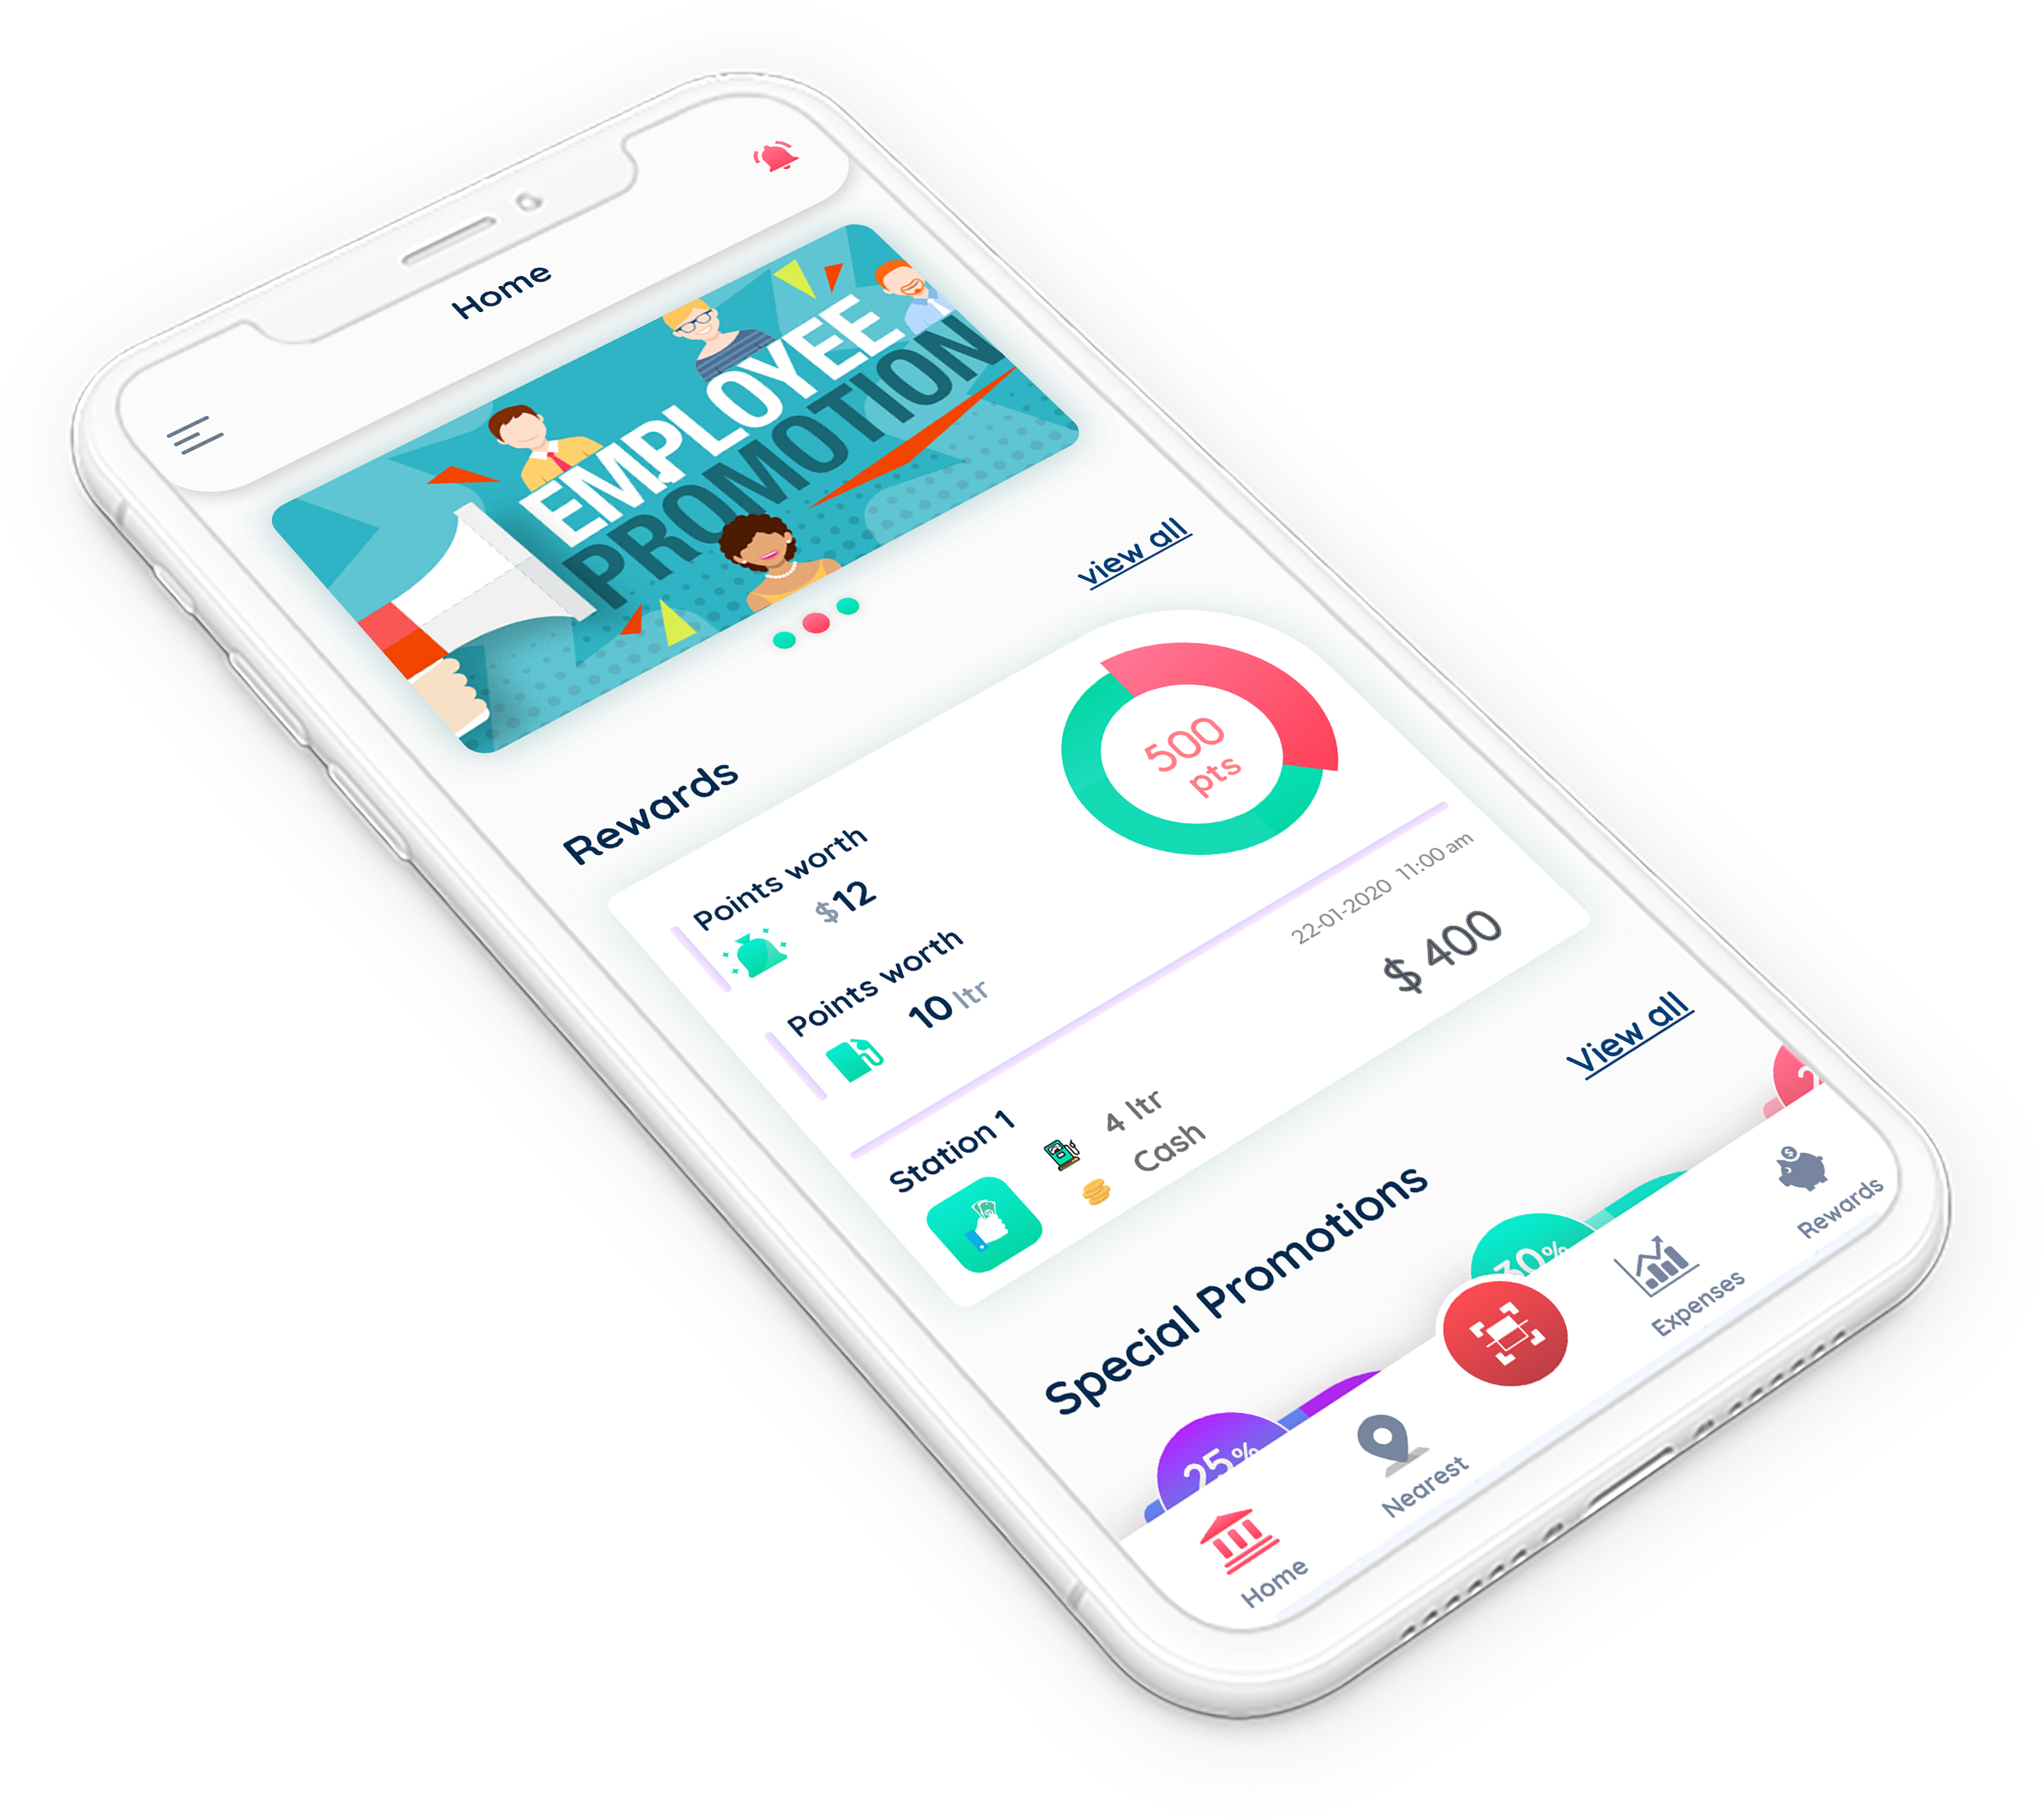 Home
EMPLOYEE
PROMOTION
Rewards
view all
Points worth
$12
500
pts
Points worth
10 ltr
22-01-2020 11:00 am
Station 1
4 ltr
Cash
$ 400
Special Promotions
View all
25%
30%
Home
Nearest
Expenses
Rewards